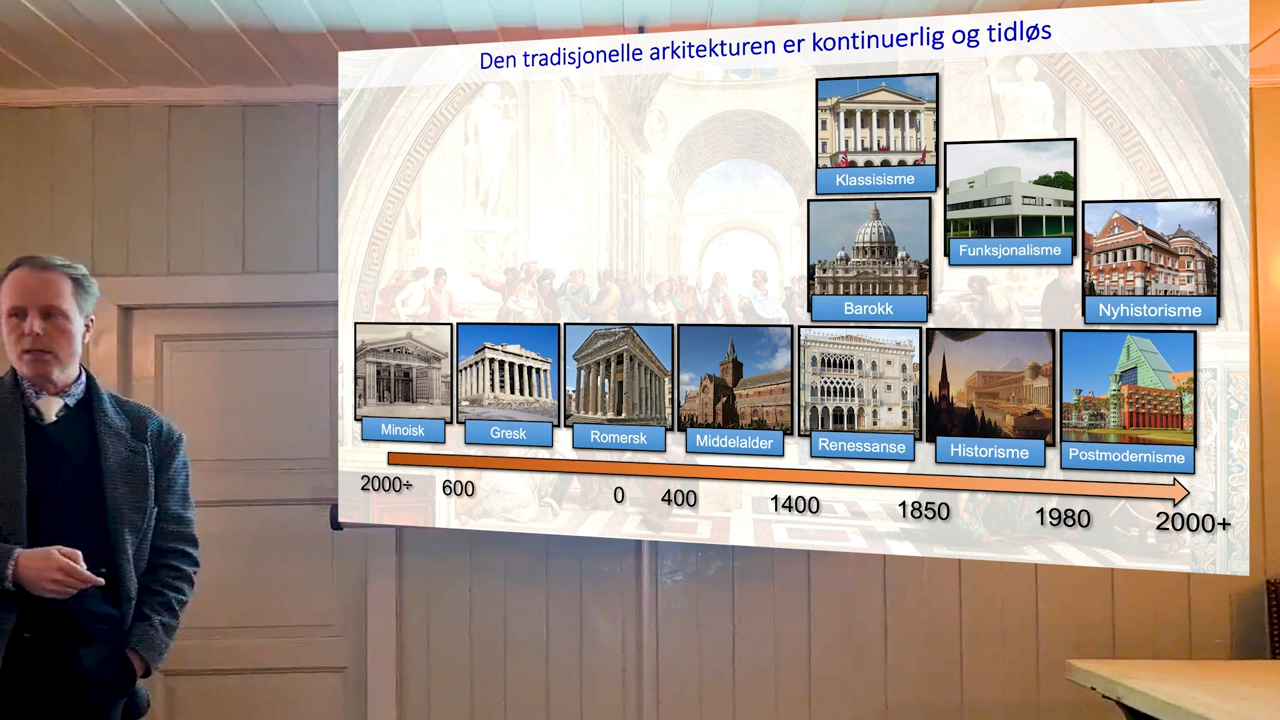 Den tradisjonelle arkitekturen er kontinuerlig og tidløs
Klassisisme
Funksjonalisme
Barokk
Nyhistorisme
Minoisk
Gresk
Romersk
Middelalder
Renessanse
Historisme
Postmodernisme
2000÷
600
0
400
1400
1850
1980
2000+